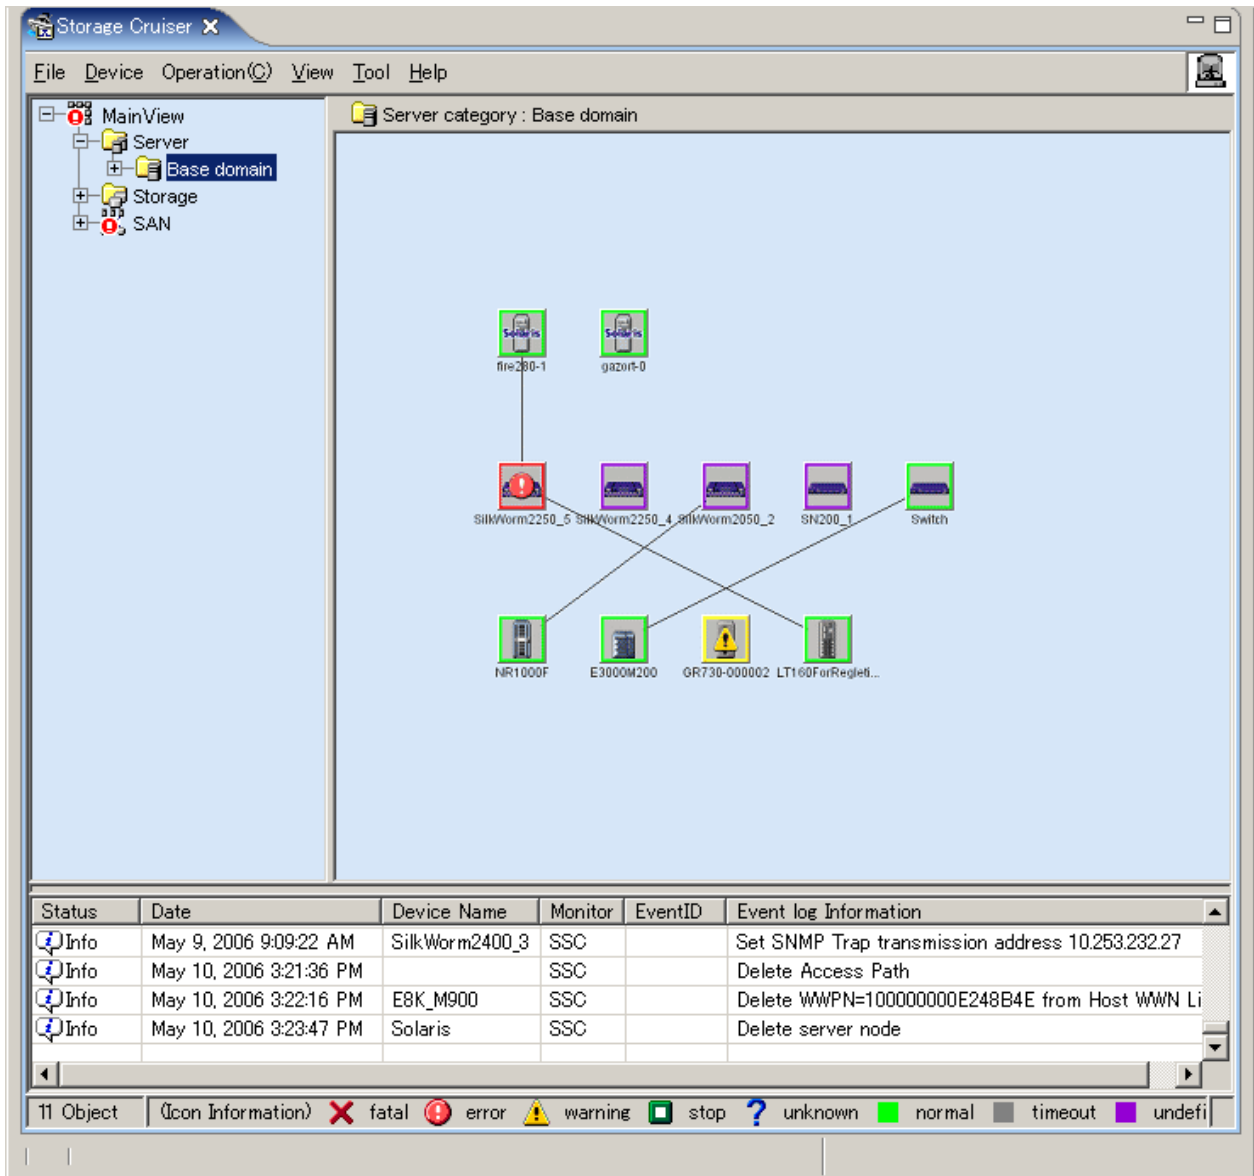 Storage Cruiser
File Device Operation(C) View Tool Help
MainView
Server
Base domain
Storage
SAN
Server category : Base domain
Solaris Solaris
fire280-1 gazort-0
SilkWorm2250_5 SilkWorm2250_4 SilkWorm2050_2 SN200_1 Switch
NR1000F E3000M200 GR730-000002 LT160ForRegleti...
Status Date Device Name Monitor EventID Event log Information
Info May 9, 2006 9:09:22 AM SilkWorm2400_3 SSC Set SNMP Trap transmission address 10.253.232.27
Info May 10, 2006 3:21:36 PM SSC Delete Access Path
Info May 10, 2006 3:22:16 PM E8K_M900 SSC Delete WWPN=100000000E248B4E from Host WWN Li
Info May 10, 2006 3:23:47 PM Solaris SSC Delete server node
11 Object (Icon Information) fatal error warning stop unknown normal timeout undefi